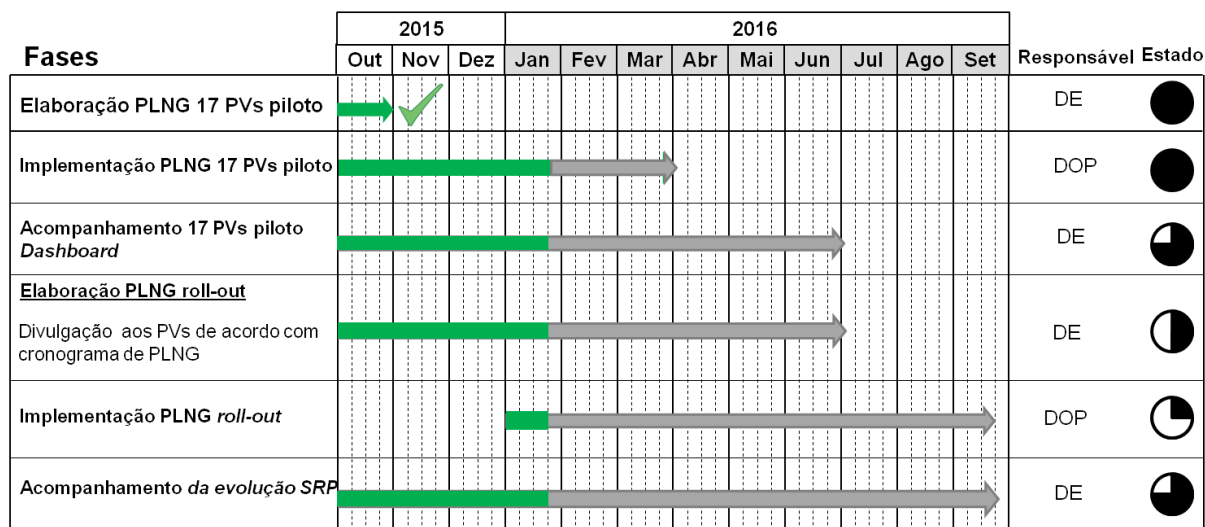 2015 2016
Fases Out Nov Dez Jan Fev Mar Abr Mai Jun Jul Ago Set Responsável Estado
Elaboração PLNG 17 PVs piloto DE
Implementação PLNG 17 PVs piloto DOP
Acompanhamento 17 PVs piloto
Dashboard DE
Elaboração PLNG roll-out
Divulgação aos PVs de acordo com
cronograma de PLNG DE
Implementação PLNG roll-out DOP
Acompanhamento da evolução SRP DE